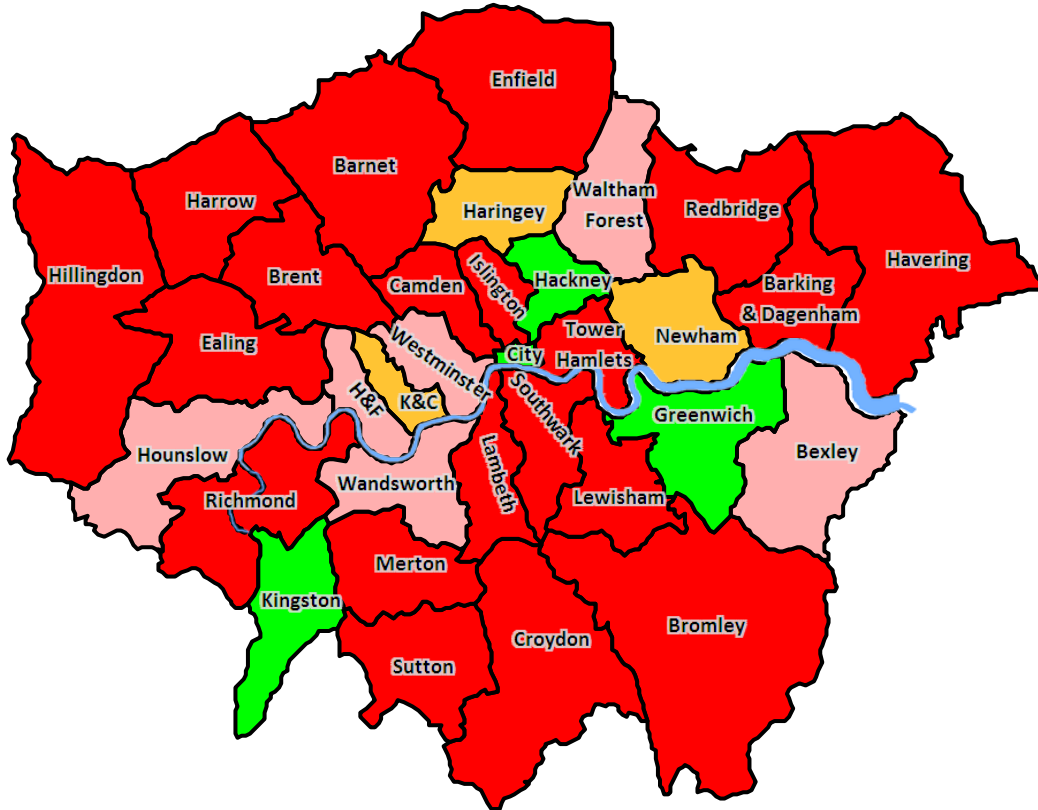 Enfield
Barnet
Harrow
Haringey
Waltham
Forest
Redbridge
Hillingdon
Brent
Camden
Islington
Hackney
Barking
& Dagenham
Havering
Ealing
Westminster
City
Tower
Hamlets
Newham
H&F
K&C
Southwark
Greenwich
Hounslow
Bexley
Richmond
Wandsworth
Lambeth
Lewisham
Merton
Kingston
Croydon
Bromley
Sutton